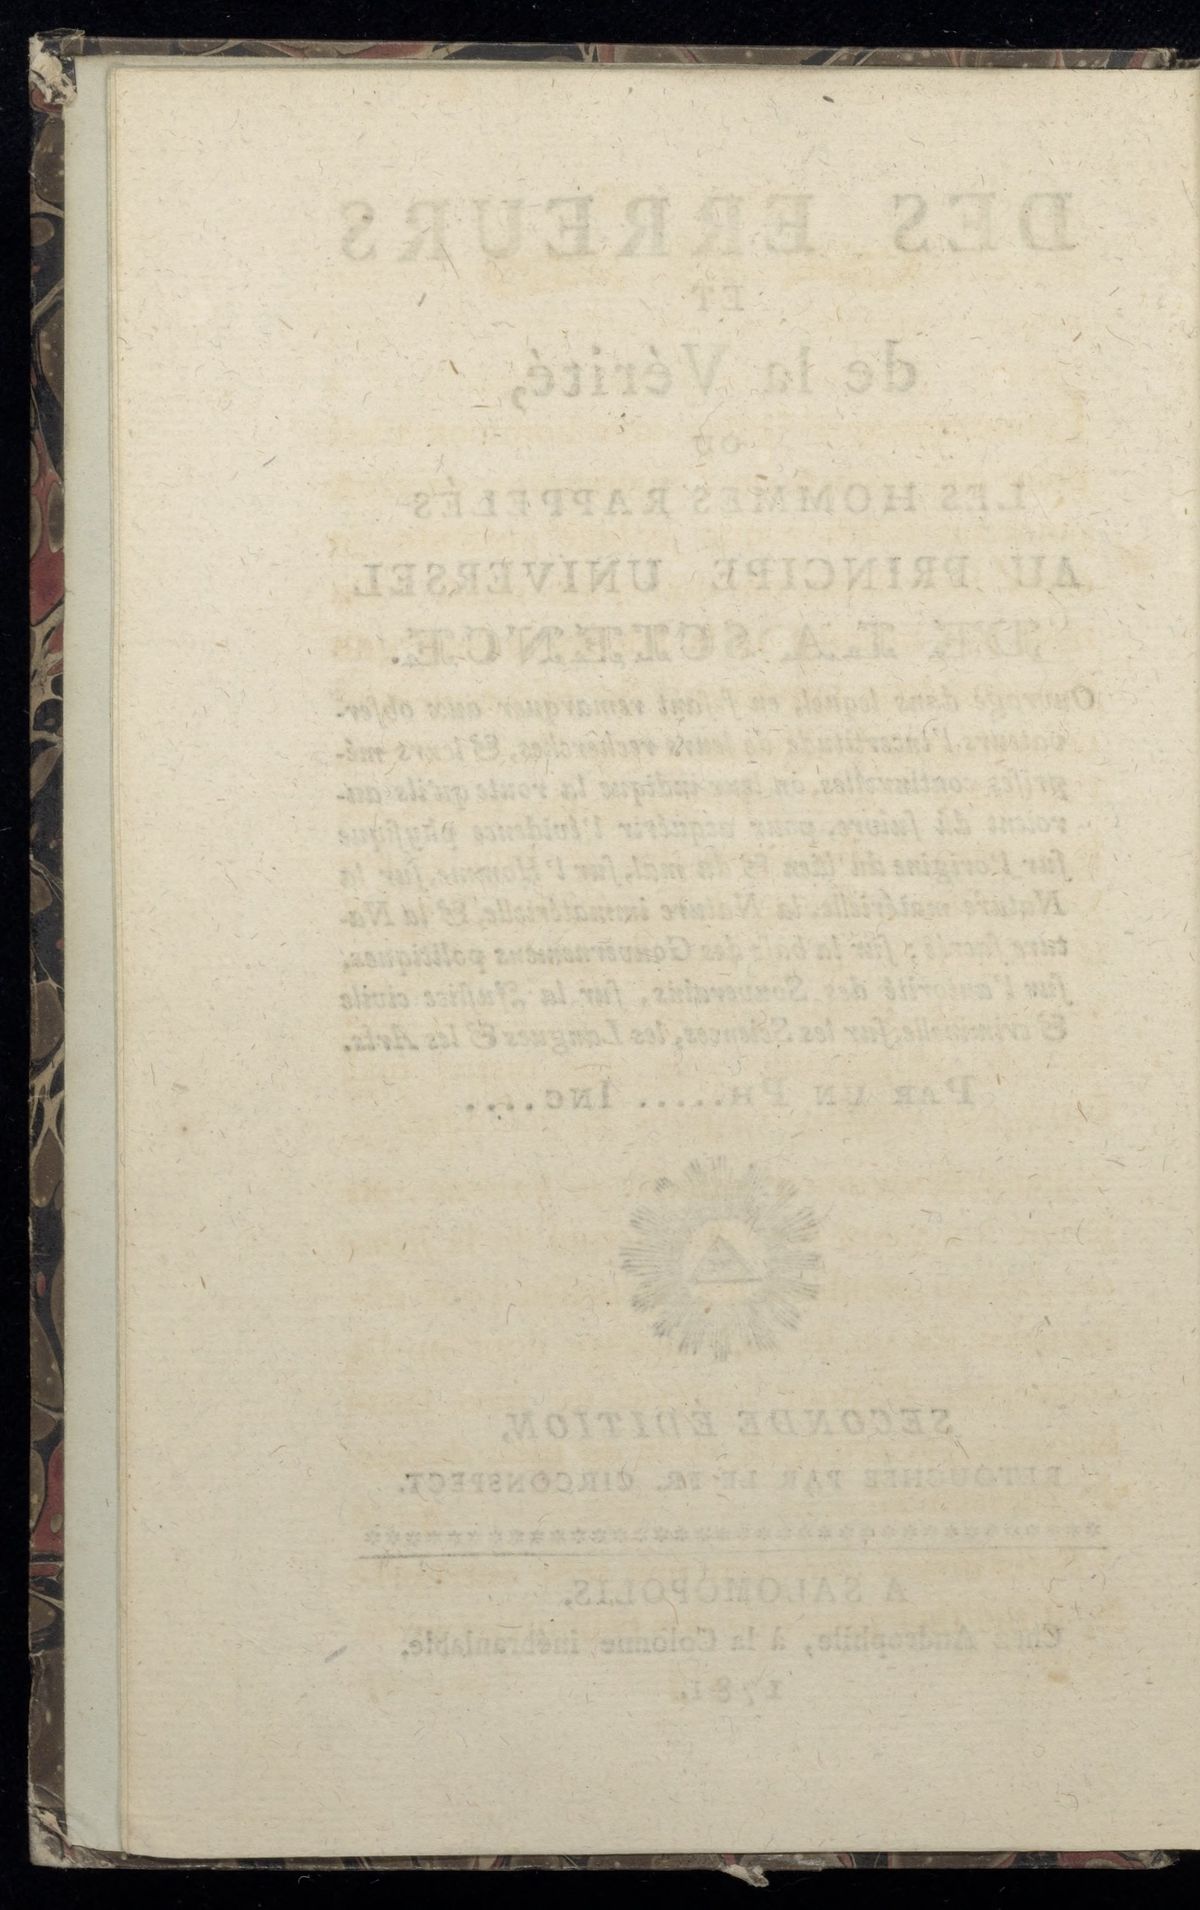 DES ERREURS
ET
de la Vérité,
OU
LES HOMMES RAPPELÉS
AU PRINCIPE UNIVERSEL
DE LA SCIENCE.
Ouvrage dans lequel, en faisant remarquer aux obser-
vateurs l'incertitude de leurs recherches, & leurs mé-
prises continuelles, on leur indique la route qu'ils au-
roient dû suivre, pour acquérir l'évidence physique
sur l'origine du bien & du mal, sur l'Homme, sur la
Nature matérielle, la Nature immatérielle, & la Na-
ture sacrée; sur la base des Gouvernemens politiques,
sur l'autorité des Souverains, sur la Justice civile
& criminelle, sur les Sciences, les Langues & les Arts.
PAR UN PH..... INC....
SECONDE ÉDITION,
RETOUCHÉE PAR LE FR. CIRCONSPECT.
A SALOMOPOLIS,
Chez Androphile, à la Colonne inébranlable.
1781.